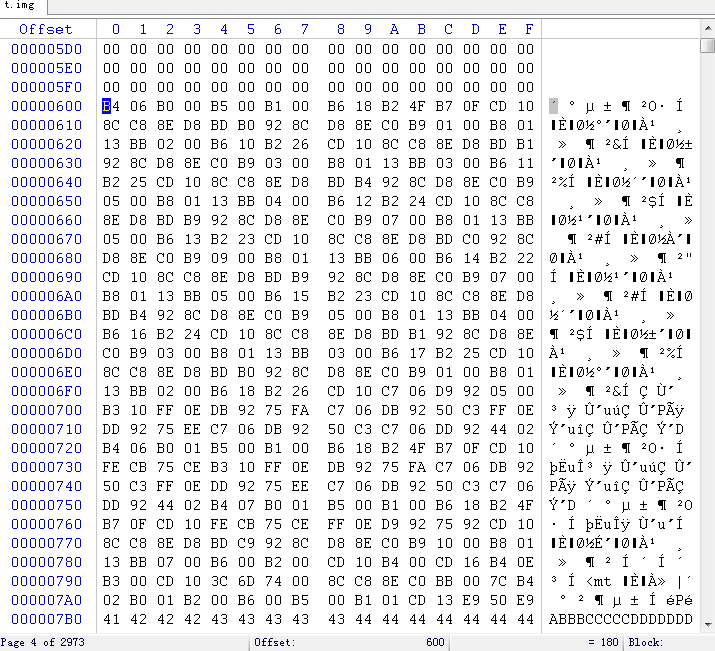 t.img
Offset 0 1 2 3 4 5 6 7 8 9 A B C D E F
000005D0 00 00 00 00 00 00 00 00 00 00 00 00 00 00 00 00
000005E0 00 00 00 00 00 00 00 00 00 00 00 00 00 00 00 00
000005F0 00 00 00 00 00 00 00 00 00 00 00 00 00 00 00 00
00000600 B4 06 B0 00 B5 00 B1 00 B6 18 B2 4F B7 0F CD 10 ´ ° µ ± ¶ ²O· Í
00000610 8C C8 8E D8 BD B0 92 8C D8 8E C0 B9 01 00 B8 01
00000620 13 BB 02 00 B6 10 B2 26 CD 10 8C C8 8E D8 BD B1
00000630 92 8C D8 8E C0 B9 03 00 B8 01 13 BB 03 00 B6 11
00000640 B2 25 CD 10 8C C8 8E D8 BD B4 92 8C D8 8E C0 B9
00000650 05 00 B8 01 13 BB 04 00 B6 12 B2 24 CD 10 8C C8
00000660 8E D8 BD B9 92 8C D8 8E C0 B9 07 00 B8 01 13 BB
00000670 05 00 B6 13 B2 23 CD 10 8C C8 8E D8 BD C0 92 8C
00000680 D8 8E C0 B9 09 00 B8 01 13 BB 06 00 B6 14 B2 22
00000690 CD 10 8C C8 8E D8 BD B9 92 8C D8 8E C0 B9 07 00
000006A0 B8 01 13 BB 05 00 B6 15 B2 23 CD 10 8C C8 8E D8
000006B0 BD B4 92 8C D8 8E C0 B9 05 00 B8 01 13 BB 04 00
000006C0 B6 16 B2 24 CD 10 8C C8 8E D8 BD B1 92 8C D8 8E
000006D0 C0 B9 03 00 B8 01 13 BB 03 00 B6 17 B2 25 CD 10
000006E0 8C C8 8E D8 BD B0 92 8C D8 8E C0 B9 01 00 B8 01
000006F0 13 BB 02 00 B6 18 B2 26 CD 10 C7 06 D9 92 05 00
00000700 B3 10 FF 0E DB 92 75 FA C7 06 DB 92 50 C3 FF 0E
00000710 DD 92 75 EE C7 06 DB 92 50 C3 C7 06 DD 92 44 02
00000720 B4 06 B0 01 B5 00 B1 00 B6 18 B2 4F B7 0F CD 10 ´ ° µ ± ¶ ²O· Í
00000730 FE CB 75 CE B3 10 FF 0E DB 92 75 FA C7 06 DB 92
00000740 50 C3 FF 0E DD 92 75 EE C7 06 DB 92 50 C3 C7 06
00000750 DD 92 44 02 B4 07 B0 01 B5 00 B1 00 B6 18 B2 4F
00000760 B7 0F CD 10 FE CB 75 CE FF 0E D9 92 75 92 CD 10
00000770 8C C8 8E D8 BD C9 92 8C D8 8E C0 B9 10 00 B8 01
00000780 13 BB 07 00 B6 00 B2 00 CD 10 B4 00 CD 16 B4 0E
00000790 B3 00 CD 10 3C 6D 74 00 8C C8 8E C0 BB 00 7C B4
000007A0 02 B0 01 B2 00 B6 00 B5 00 B1 01 CD 13 E9 50 E9
000007B0 41 42 42 42 43 43 43 43 43 44 44 44 44 44 44 44 ABBBCCCCCDDDDDDD
Page 4 of 2973 Offset: 600 = 180 Block: